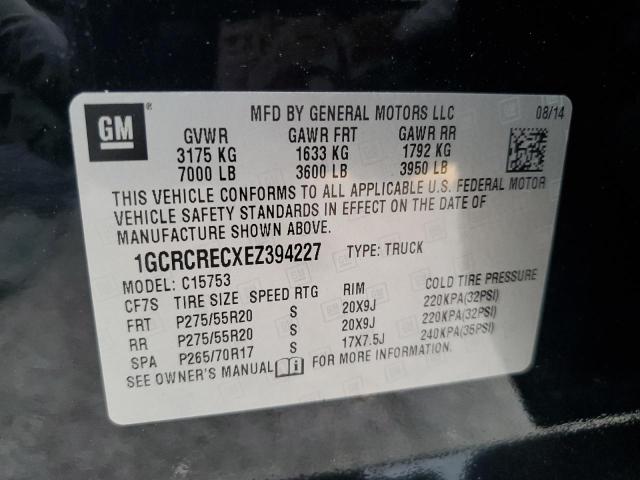 GM
®
MFD BY GENERAL MOTORS LLC 08/14
GVWR GAWR FRT GAWR RR
3175 KG 1633 KG 1792 KG
7000 LB 3600 LB 3950 LB
THIS VEHICLE CONFORMS TO ALL APPLICABLE U.S. FEDERAL MOTOR
VEHICLE SAFETY STANDARDS IN EFFECT ON THE DATE OF
MANUFACTURE SHOWN ABOVE.
1GCRCRECXEZ394227 TYPE: TRUCK
MODEL: C15753
CF7S TIRE SIZE SPEED RTG RIM COLD TIRE PRESSURE
FRT P275/55R20 S 20X9J 220KPA(32PSI)
RR P275/55R20 S 20X9J 220KPA(32PSI)
SPA P265/70R17 S 17X7.5J 240KPA(35PSI)
SEE OWNER'S MANUAL